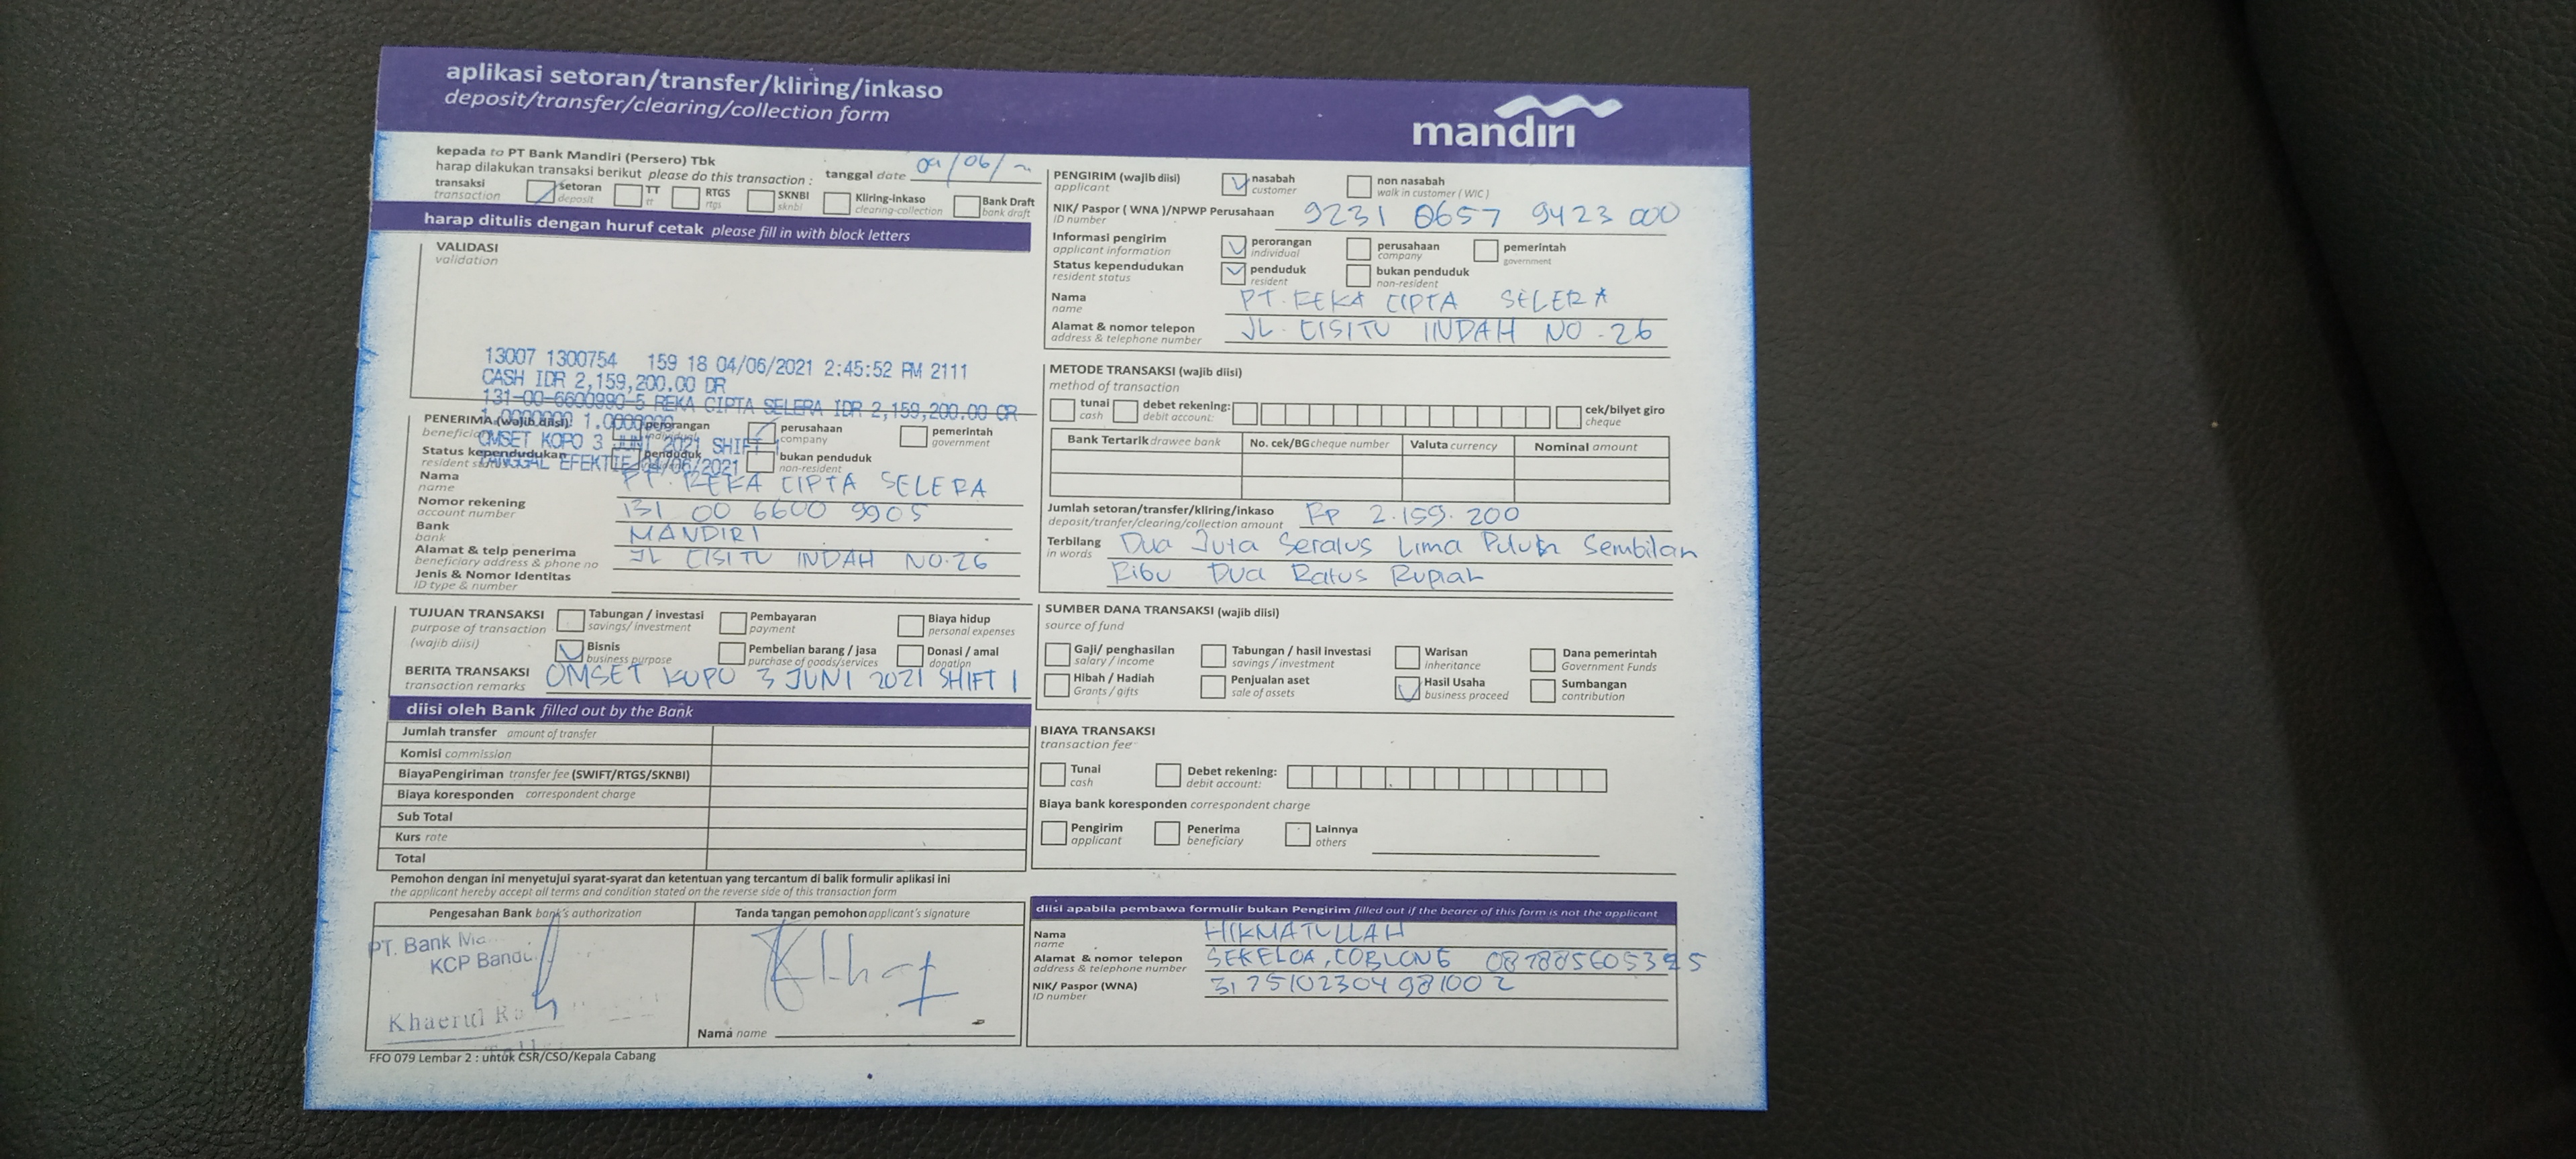 aplikasi setoran/transfer/kliring/inkaso
deposit/transfer/clearing/collection form
mandiri
kepada to PT Bank Mandiri (Persero) Tbk
harap dilakukan transaksi berikut please do this transaction :
tanggal date 04/06/
transaksi
transaction
setoran
deposit
TT
tt
RTGS
rtgs
SKNBI
sknbi
Kliring-inkaso
clearing-collection
Bank Draft
bank draft
harap ditulis dengan huruf cetak please fill in with block letters
VALIDASI
validation
13007 1300754 159 18 04/06/2021 2:45:52 PM 2111
CASH IDR 2,159,200.00 DR
131-00-6600990-5 REKA CIPTA SELERA IDR 2,159,200.00 CR
1.0000000 1.0000000
OMSET KOPO 3 JUNI 2021 SHIFT 1
TANGGAL EFEKTIF 04/06/2021
PENERIMA (wajib diisi)
beneficiary
perorangan
individual
perusahaan
company
pemerintah
government
Status kependudukan
resident status
penduduk
bukan penduduk
non-resident
Nama PT. REKA CIPTA SELERA
name
Nomor rekening 131 00 6600 9905
account number
Bank MANDIRI
bank
Alamat & telp penerima JL CISITU INDAH NO.26
beneficiary address & phone no
Jenis & Nomor Identitas
ID type & number
TUJUAN TRANSAKSI
purpose of transaction
(wajib diisi)
Tabungan / investasi
savings/ investment
Pembayaran
payment
Biaya hidup
personal expenses
Bisnis
business purpose
Pembelian barang / jasa
purchase of goods/services
Donasi / amal
donation
BERITA TRANSAKSI OMSET KOPO 3 JUNI 2021 SHIFT 1
transaction remarks
diisi oleh Bank filled out by the Bank
Jumlah transfer amount of transfer
Komisi commission
BiayaPengiriman transfer fee (SWIFT/RTGS/SKNBI)
Biaya koresponden correspondent charge
Sub Total
Kurs rate
Total
Pemohon dengan ini menyetujui syarat-syarat dan ketentuan yang tercantum di balik formulir aplikasi ini
the applicant hereby accept all terms and condition stated on the reverse side of this transaction form
Pengesahan Bank bank's authorization
PT. Bank
KCP
Khaerul
Tanda tangan pemohon applicant's signature
Nama name
FFO 079 Lembar 2 : untuk CSR/CSO/Kepala Cabang
PENGIRIM (wajib diisi)
applicant
nasabah
customer
non nasabah
walk in customer ( WIC )
NIK/ Paspor ( WNA )/NPWP Perusahaan 9231 0657 9423 000
ID number
Informasi pengirim
applicant information
perorangan
individual
perusahaan
company
pemerintah
government
Status kependudukan
resident status
penduduk
resident
bukan penduduk
non-resident
Nama PT. REKA CIPTA SELERA
name
Alamat & nomor telepon JL. CISITU INDAH NO.26
address & telephone number
METODE TRANSAKSI (wajib diisi)
method of transaction
tunai
cash
debet rekening:
debit account:
cek/bilyet giro
cheque
Bank Tertarik drawee bank
No. cek/BG cheque number
Valuta currency
Nominal amount
Jumlah setoran/transfer/kliring/inkaso Rp 2.159.200
deposit/tranfer/clearing/collection amount
Terbilang Dua Juta Seratus Lima Puluh Sembilan
in words Ribu Dua Ratus Rupiah
SUMBER DANA TRANSAKSI (wajib diisi)
source of fund
Gaji/ penghasilan
salary / income
Tabungan / hasil investasi
savings / investment
Warisan
inheritance
Dana pemerintah
Government Funds
Hibah / Hadiah
Grants / gifts
Penjualan aset
sale of assets
Hasil Usaha
business proceed
Sumbangan
contribution
BIAYA TRANSAKSI
transaction fee
Tunai
cash
Debet rekening:
debit account:
Biaya bank koresponden correspondent charge
Pengirim
applicant
Penerima
beneficiary
Lainnya
others
diisi apabila pembawa formulir bukan Pengirim filled out if the bearer of this form is not the applicant
Nama HIKMATULLAH
name
Alamat & nomor telepon SEKELOA, COBLONG
address & telephone number
NIK/ Paspor (WNA) 3175102304981002
ID number